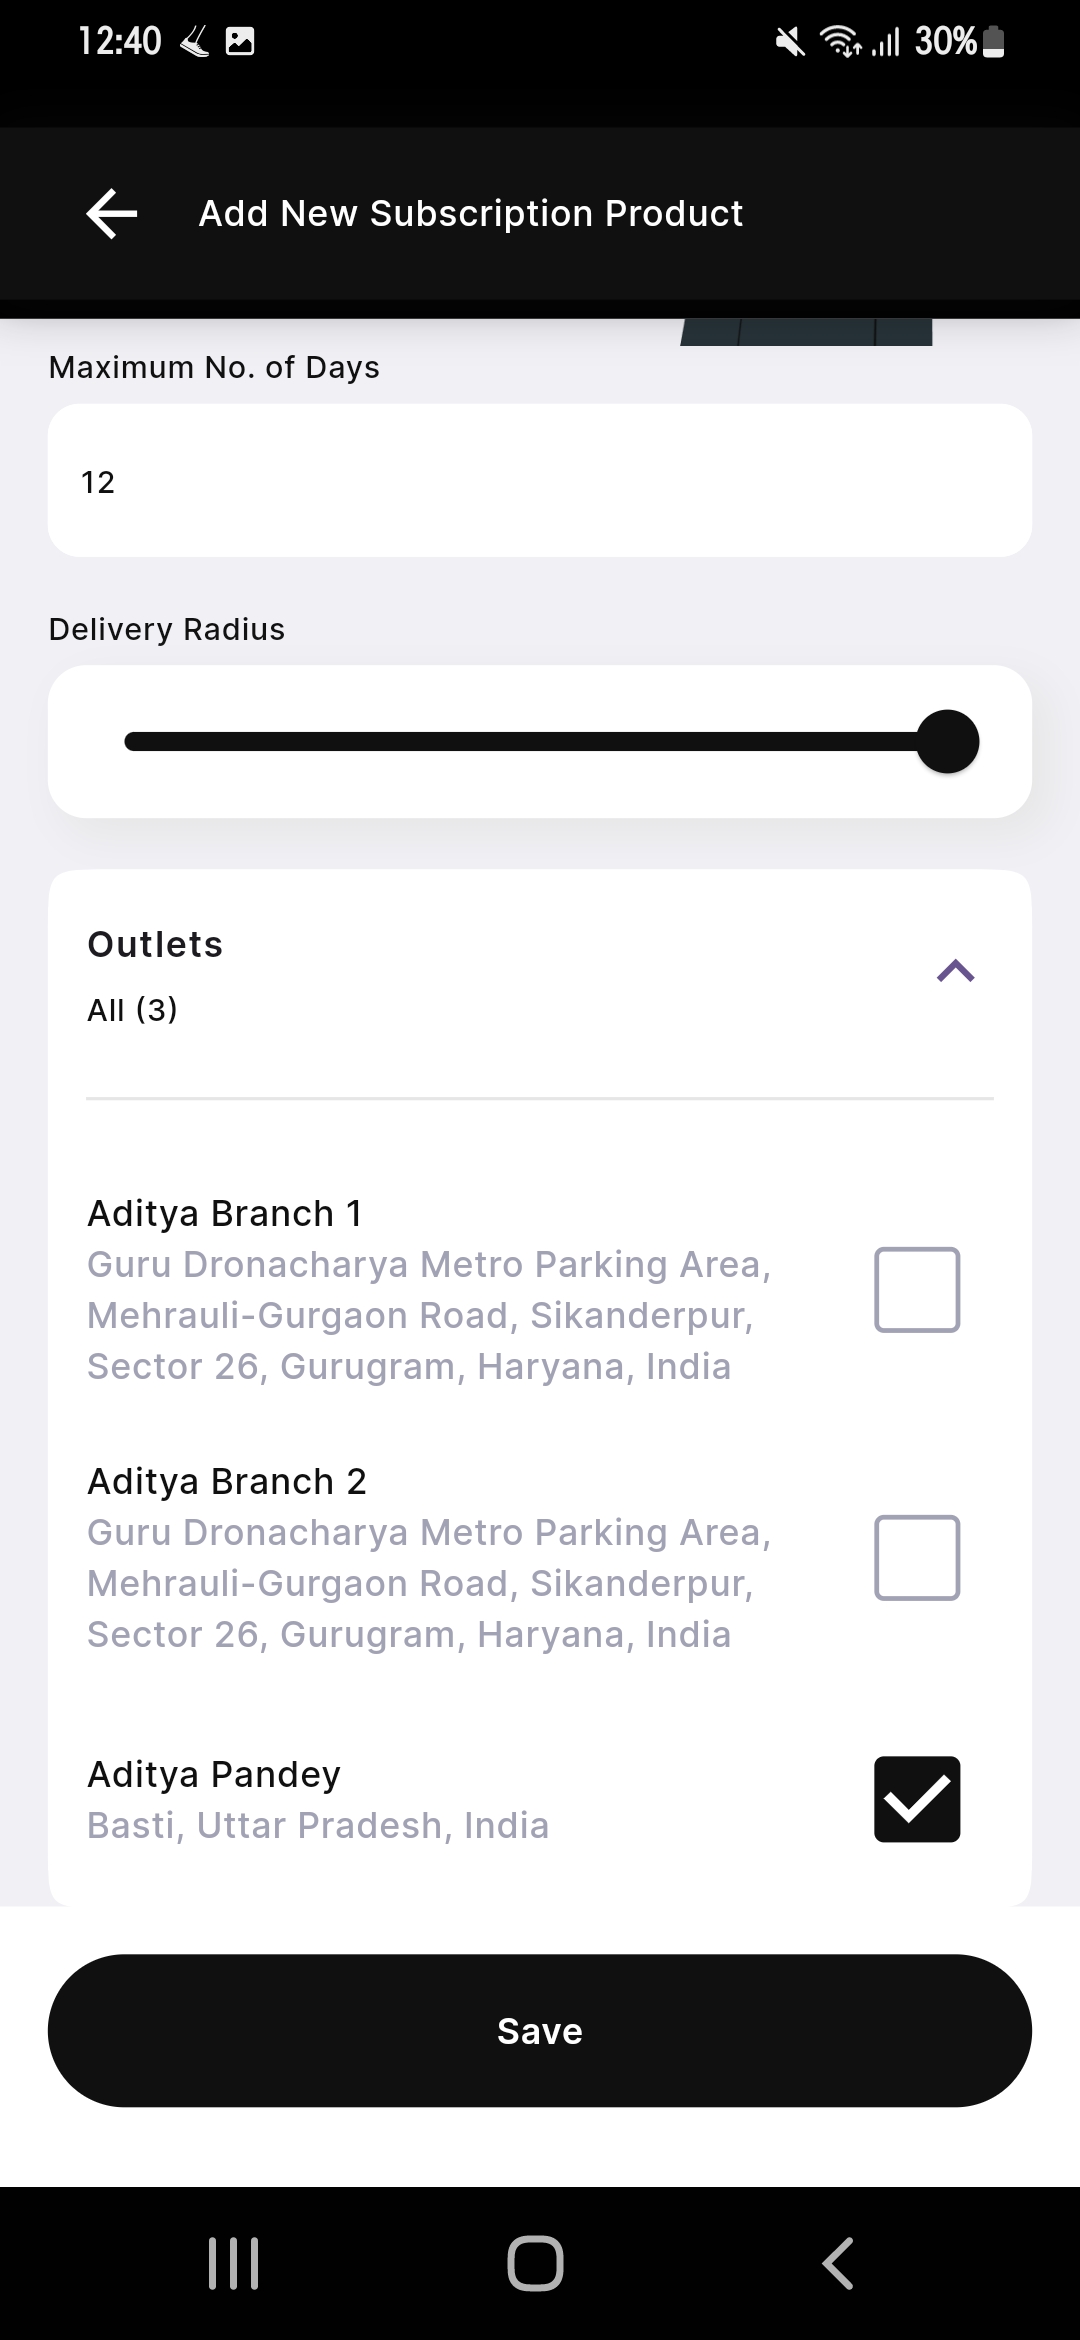 12:40 30%
Add New Subscription Product
Maximum No. of Days
12
Delivery Radius
Outlets
All (3)
Aditya Branch 1
Guru Dronacharya Metro Parking Area,
Mehrauli-Gurgaon Road, Sikanderpur,
Sector 26, Gurugram, Haryana, India
Aditya Branch 2
Guru Dronacharya Metro Parking Area,
Mehrauli-Gurgaon Road, Sikanderpur,
Sector 26, Gurugram, Haryana, India
Aditya Pandey
Basti, Uttar Pradesh, India
Save